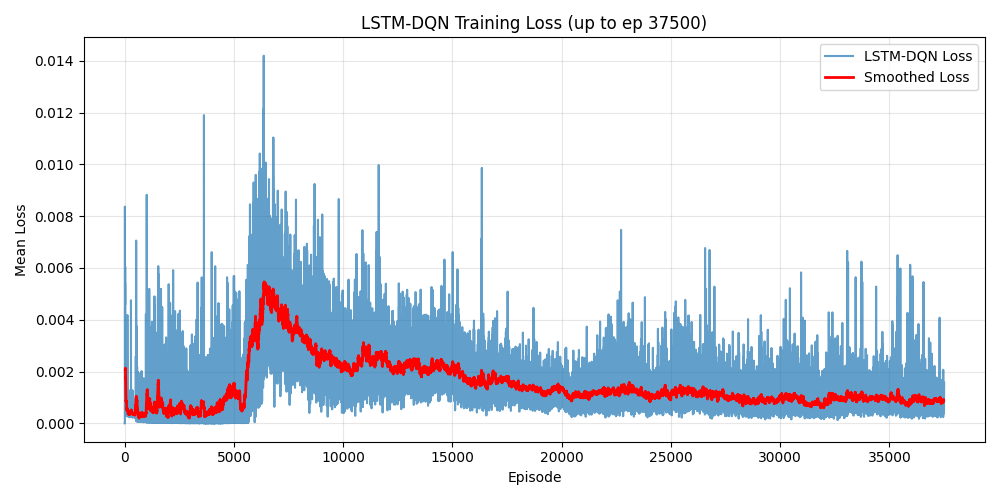 LSTM-DQN Training Loss (up to ep 37500)
LSTM-DQN Loss
Smoothed Loss
Mean Loss
0.014
0.012
0.010
0.008
0.006
0.004
0.002
0.000
0 5000 10000 15000 20000 25000 30000 35000
Episode